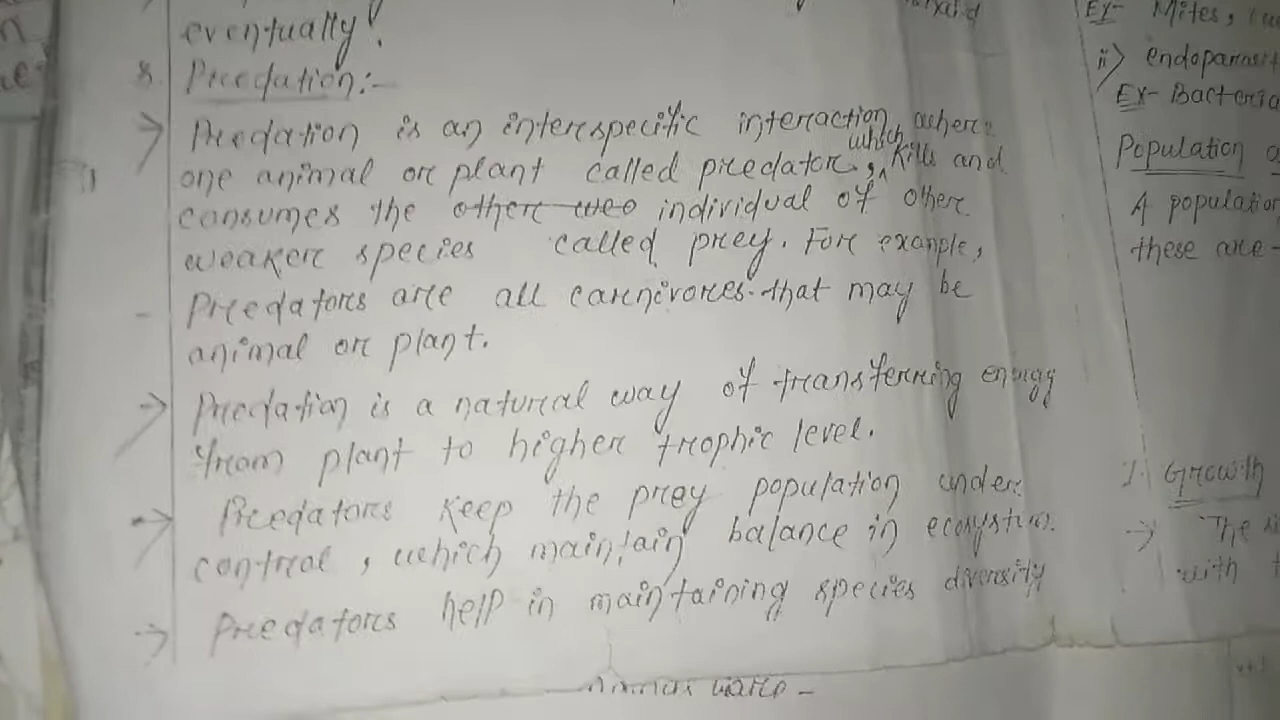 eventually!
8. Predation:-
→ Predation is an interspecific interaction where
one animal or plant called predator, which kills and
consumes the other two individual of other
weaker species called prey. For example,
- Predators are all carnivores that may be
animal or plant.
→ Predation is a natural way of transferring energy
from plant to higher trophic level.
→ Predators keep the prey population under
control, which maintain balance in ecosystem.
→ Predators help in maintaining species diversity
Ex- Mites,
ii) endoparasit
Ex- Bacteria
Population
A population
these are -
1. Growth
→ The
with